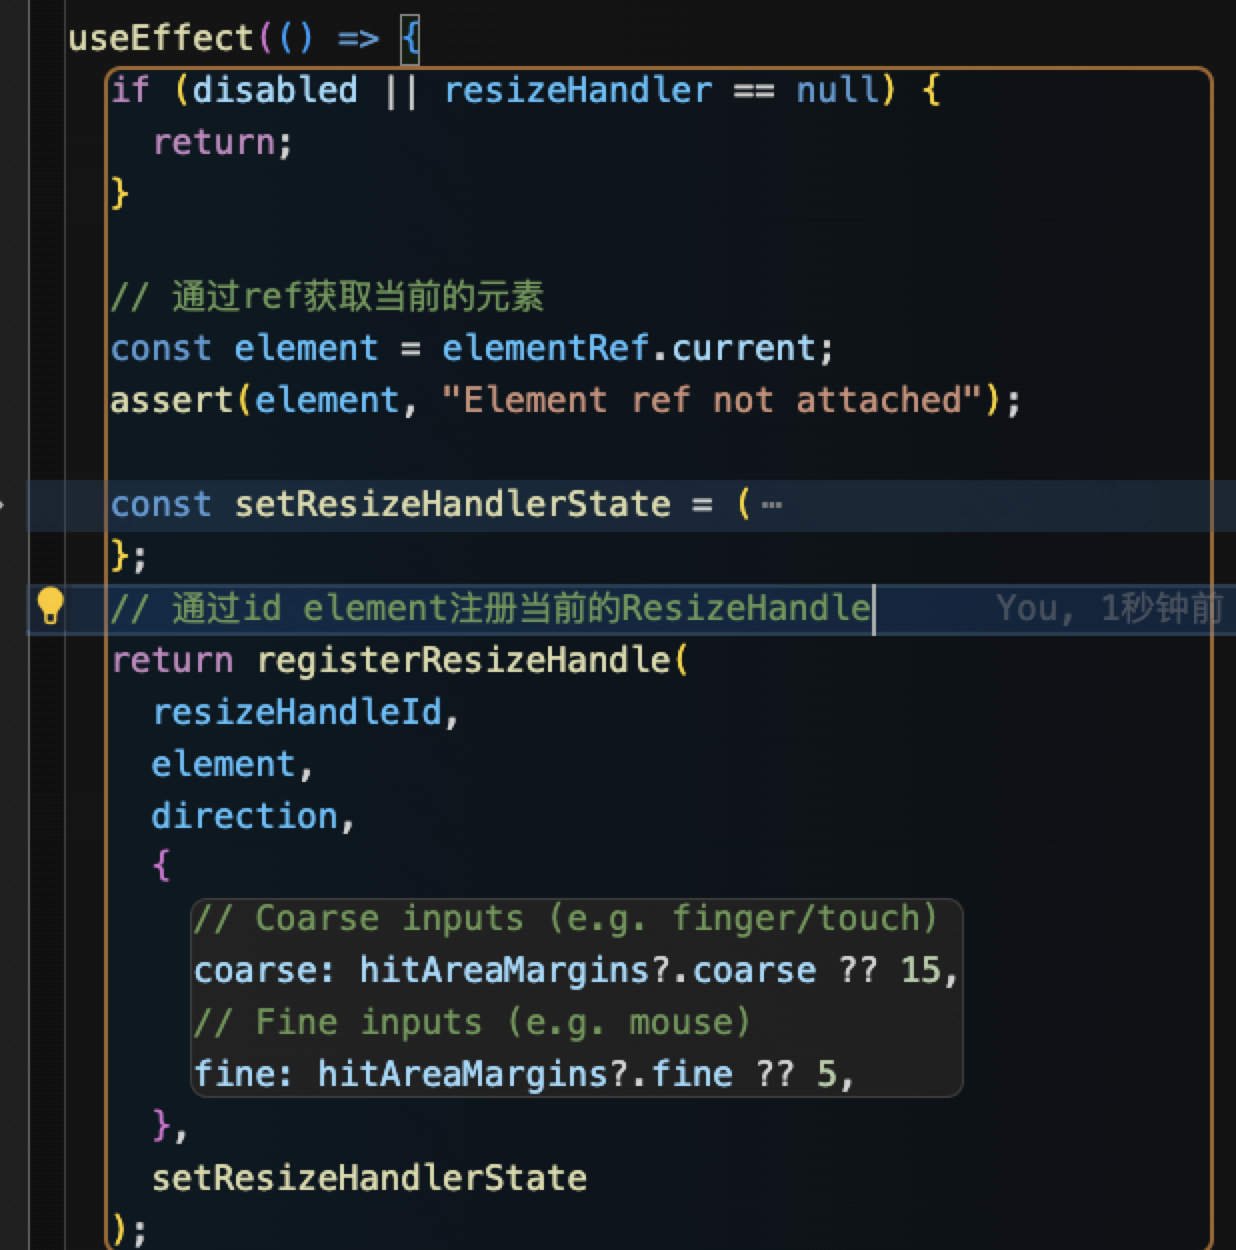 useEffect(() => {
if (disabled || resizeHandler == null) {
return;
}
// 通过ref获取当前的元素
const element = elementRef.current;
assert(element, "Element ref not attached");
const setResizeHandlerState = ( ⋯
};
// 通过id element注册当前的ResizeHandle You, 1秒钟前
return registerResizeHandle(
resizeHandleId,
element,
direction,
{
// Coarse inputs (e.g. finger/touch)
coarse: hitAreaMargins?.coarse ?? 15,
// Fine inputs (e.g. mouse)
fine: hitAreaMargins?.fine ?? 5,
},
setResizeHandlerState
);